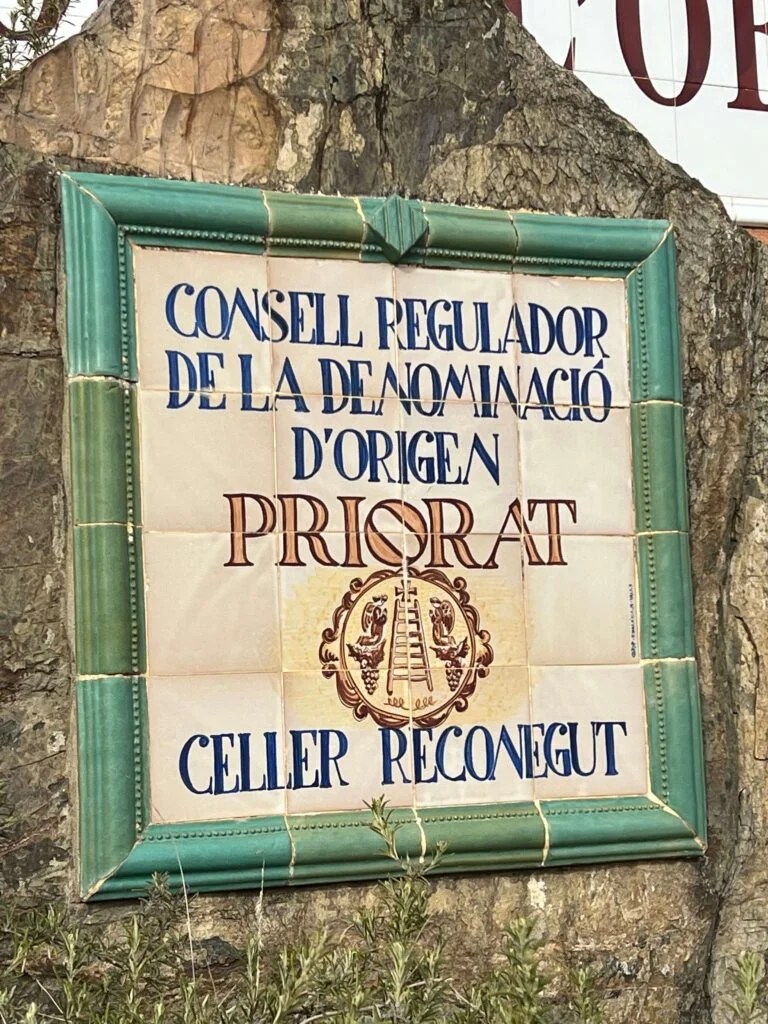 CONSELL REGULADOR
DE LA DENOMINACIÓ
D'ORIGEN
PRIORAT
CELLER RECONEGUT